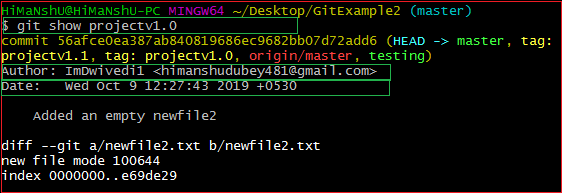 HiMaNshU@HiMaNshU-PC MINGW64 ~/Desktop/GitExample2 (master)
$ git show projectv1.0
commit 56afce0ea387ab840819686ec9682bb07d72add6 (HEAD -> master, tag:
projectv1.1, tag: projectv1.0, origin/master, testing)
Author: ImDwivedi1 <himanshudubey481@gmail.com>
Date:   Wed Oct 9 12:27:43 2019 +0530
    Added an empty newfile2
diff --git a/newfile2.txt b/newfile2.txt
new file mode 100644
index 0000000..e69de29